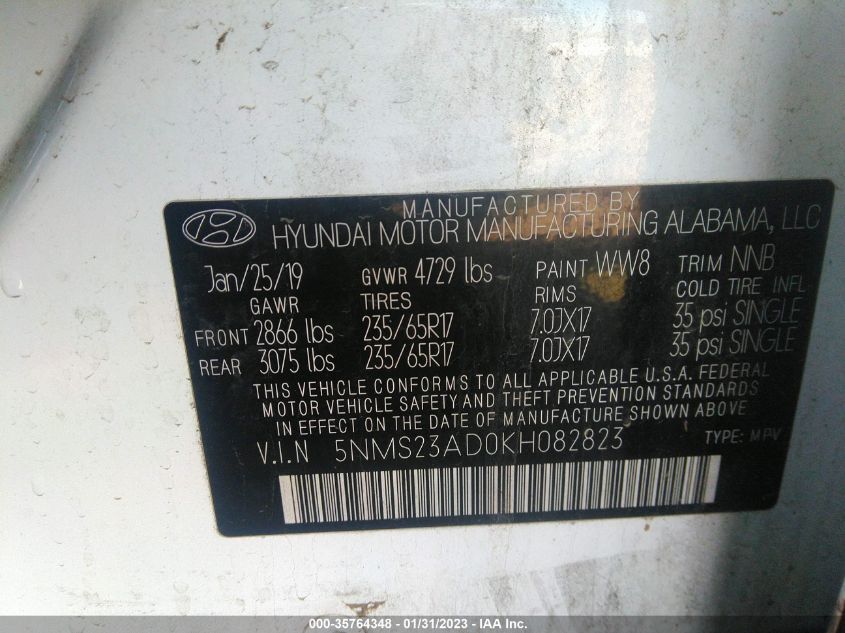 MANUFACTURED BY
HYUNDAI MOTOR MANUFACTURING ALABAMA, LLC
Jan/25/19 GVWR 4729 lbs PAINT WW8 TRIM NNB
GAWR TIRES RIMS COLD TIRE INFL
FRONT 2866 lbs 235/65R17 7.0JX17 35 psi SINGLE
REAR 3075 lbs 235/65R17 7.0JX17 35 psi SINGLE
THIS VEHICLE CONFORMS TO ALL APPLICABLE U.S.A. FEDERAL
MOTOR VEHICLE SAFETY AND THEFT PREVENTION STANDARDS
IN EFFECT ON THE DATE OF MANUFACTURE SHOWN ABOVE
V.I.N 5NMS23AD0KH082823 TYPE: MPV
000-35764348 - 01/31/2023 - IAA Inc.